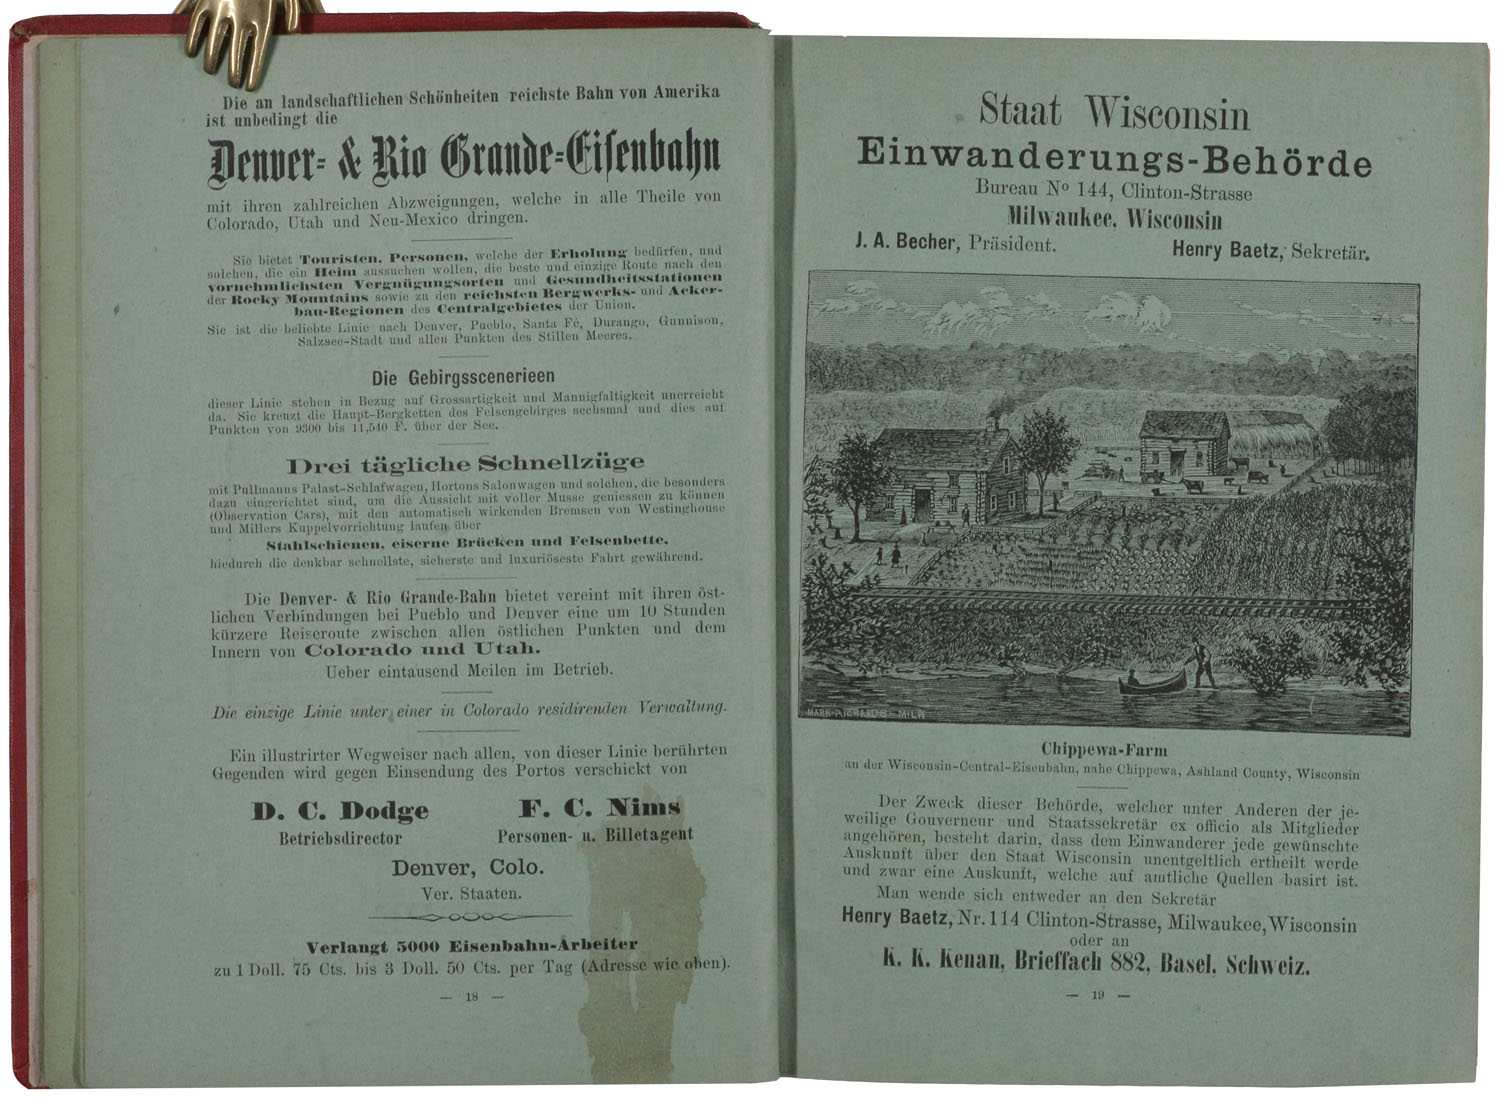 Die an landschaftlichen Schönheiten reichste Bahn von Amerika
ist unbedingt die
Denver- & Rio Grande-Eisenbahn
mit ihren zahlreichen Abzweigungen, welche in alle Theile von
Colorado, Utah und Neu-Mexico dringen.
Sie bietet Touristen, Personen, welche der Erholung bedürfen, und
solchen, die ein Heim aussuchen wollen, die beste und einzige Route nach den
vornehmlichsten Vergnügungsorten und Gesundheitsstationen
der Rocky Mountains sowie zu den reichsten Bergwerks- und Acker-
bau-Regionen des Centralgebietes der Union.
Sie ist die beliebte Linie nach Denver, Pueblo, Santa Fé, Durango, Gunnison,
Salzsee-Stadt und allen Punkten des Stillen Meeres.
Die Gebirgsscenerieen
dieser Linie stehen in Bezug auf Grossartigkeit und Mannigfaltigkeit unerreicht
da. Sie kreuzt die Haupt-Bergketten des Felsengebirges sechsmal und dies auf
Punkten von 9300 bis 11,540 F. über der See.
Drei tägliche Schnellzüge
mit Pullmanns Palast-Schlafwagen, Hortons Salonwagen und solchen, die besonders
dazu eingerichtet sind, um die Aussicht mit voller Musse geniessen zu können
(Observation Cars), mit den automatisch wirkenden Bremsen von Westinghouse
und Millers Kuppelvorrichtung laufen über
Stahlschienen, eiserne Brücken und Felsenbette,
hiedurch die denkbar schnellste, sicherste und luxuriöseste Fahrt gewährend.
Die Denver- & Rio Grande-Bahn bietet vereint mit ihren öst-
lichen Verbindungen bei Pueblo und Denver eine um 10 Stunden
kürzere Reiseroute zwischen allen östlichen Punkten und dem
Innern von Colorado und Utah.
Ueber eintausend Meilen im Betrieb.
Die einzige Linie unter einer in Colorado residirenden Verwaltung.
Ein illustrirter Wegweiser nach allen, von dieser Linie berührten
Gegenden wird gegen Einsendung des Portos verschickt von
D. C. Dodge F. C. Nims
Betriebsdirector Personen- u. Billetagent
Denver, Colo.
Ver. Staaten.
Verlangt 5000 Eisenbahn-Arbeiter
zu 1 Doll. 75 Cts. bis 3 Doll. 50 Cts. per Tag (Adresse wie oben).
— 18 —
Staat Wisconsin
Einwanderungs-Behörde
Bureau No 144, Clinton-Strasse
Milwaukee, Wisconsin
J. A. Becher, Präsident. Henry Baetz, Sekretär.
MARR-RICHARDS - MILW
Chippewa-Farm
an der Wisconsin-Central-Eisenbahn, nahe Chippewa, Ashland County, Wisconsin
Der Zweck dieser Behörde, welcher unter Anderen der je-
weilige Gouverneur und Staatssekretär ex officio als Mitglieder
angehören, besteht darin, dass dem Einwanderer jede gewünschte
Auskunft über den Staat Wisconsin unentgeltlich ertheilt werde
und zwar eine Auskunft, welche auf amtliche Quellen basirt ist.
Man wende sich entweder an den Sekretär
Henry Baetz, Nr. 114 Clinton-Strasse, Milwaukee, Wisconsin
oder an
K. K. Kenan, Brieffach 882, Basel, Schweiz.
— 19 —